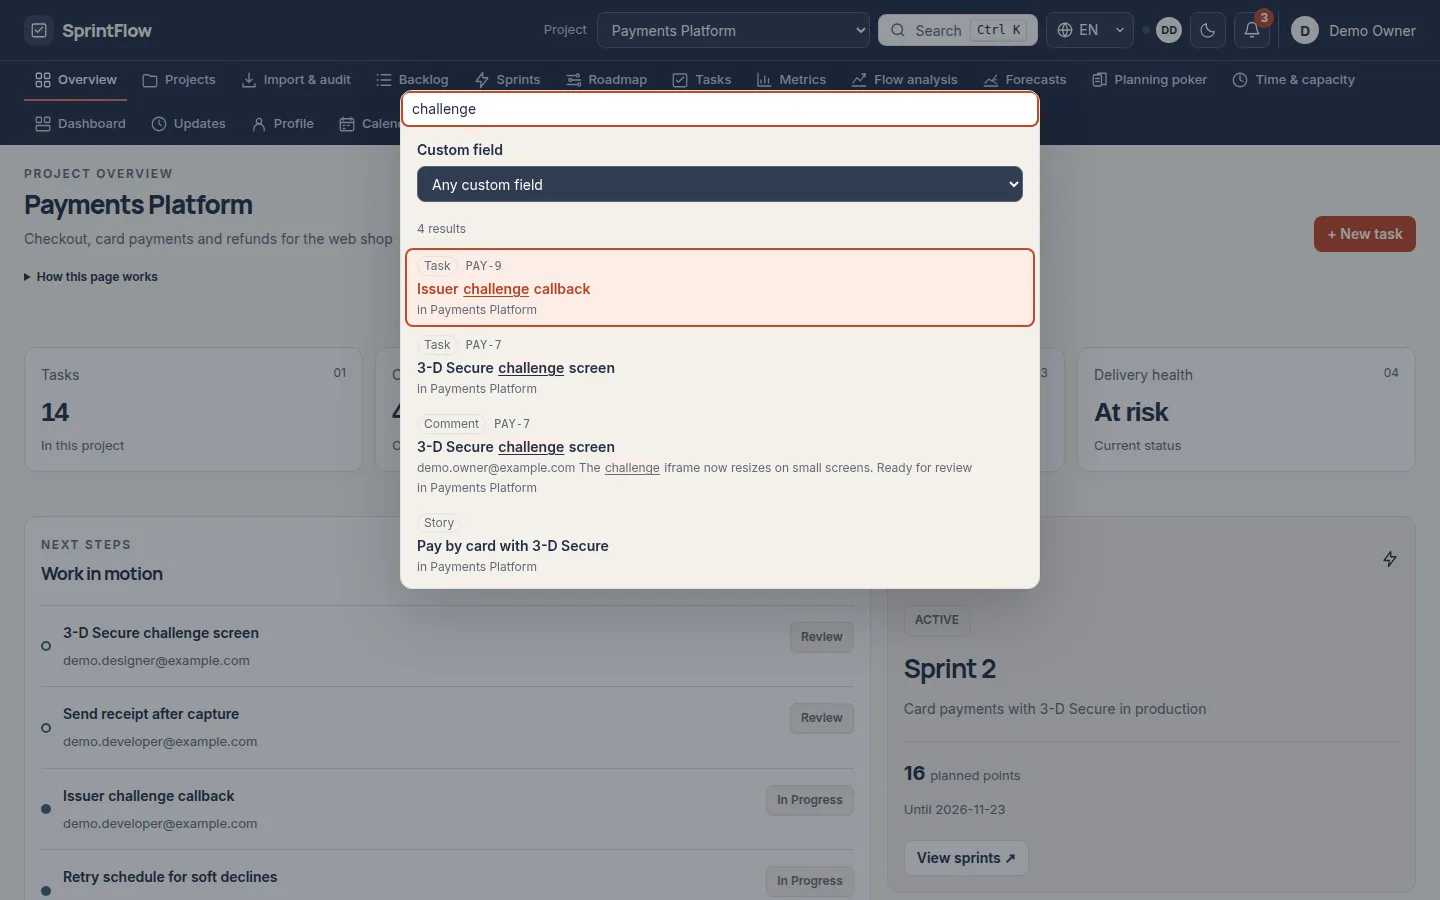 SprintFlow
Project
Payments Platform
Search Ctrl K
EN
DD
3
D Demo Owner
Overview
Projects
Import & audit
Backlog
Sprints
Roadmap
Tasks
Metrics
Flow analysis
Forecasts
Planning poker
Time & capacity
Dashboard
Updates
Profile
challenge
Custom field
Any custom field
4 results
Task PAY-9
Issuer challenge callback
in Payments Platform
Task PAY-7
3-D Secure challenge screen
in Payments Platform
Comment PAY-7
3-D Secure challenge screen
demo.owner@example.com The challenge iframe now resizes on small screens. Ready for review
in Payments Platform
Story
Pay by card with 3-D Secure
in Payments Platform
PROJECT OVERVIEW
Payments Platform
Checkout, card payments and refunds for the web shop
How this page works
+ New task
Tasks 01
14
In this project
3
Delivery health 04
At risk
Current status
NEXT STEPS
Work in motion
3-D Secure challenge screen
demo.designer@example.com
Review
Send receipt after capture
demo.developer@example.com
Review
Issuer challenge callback
demo.developer@example.com
In Progress
Retry schedule for soft declines
In Progress
ACTIVE
Sprint 2
Card payments with 3-D Secure in production
16 planned points
Until 2026-11-23
View sprints ↗